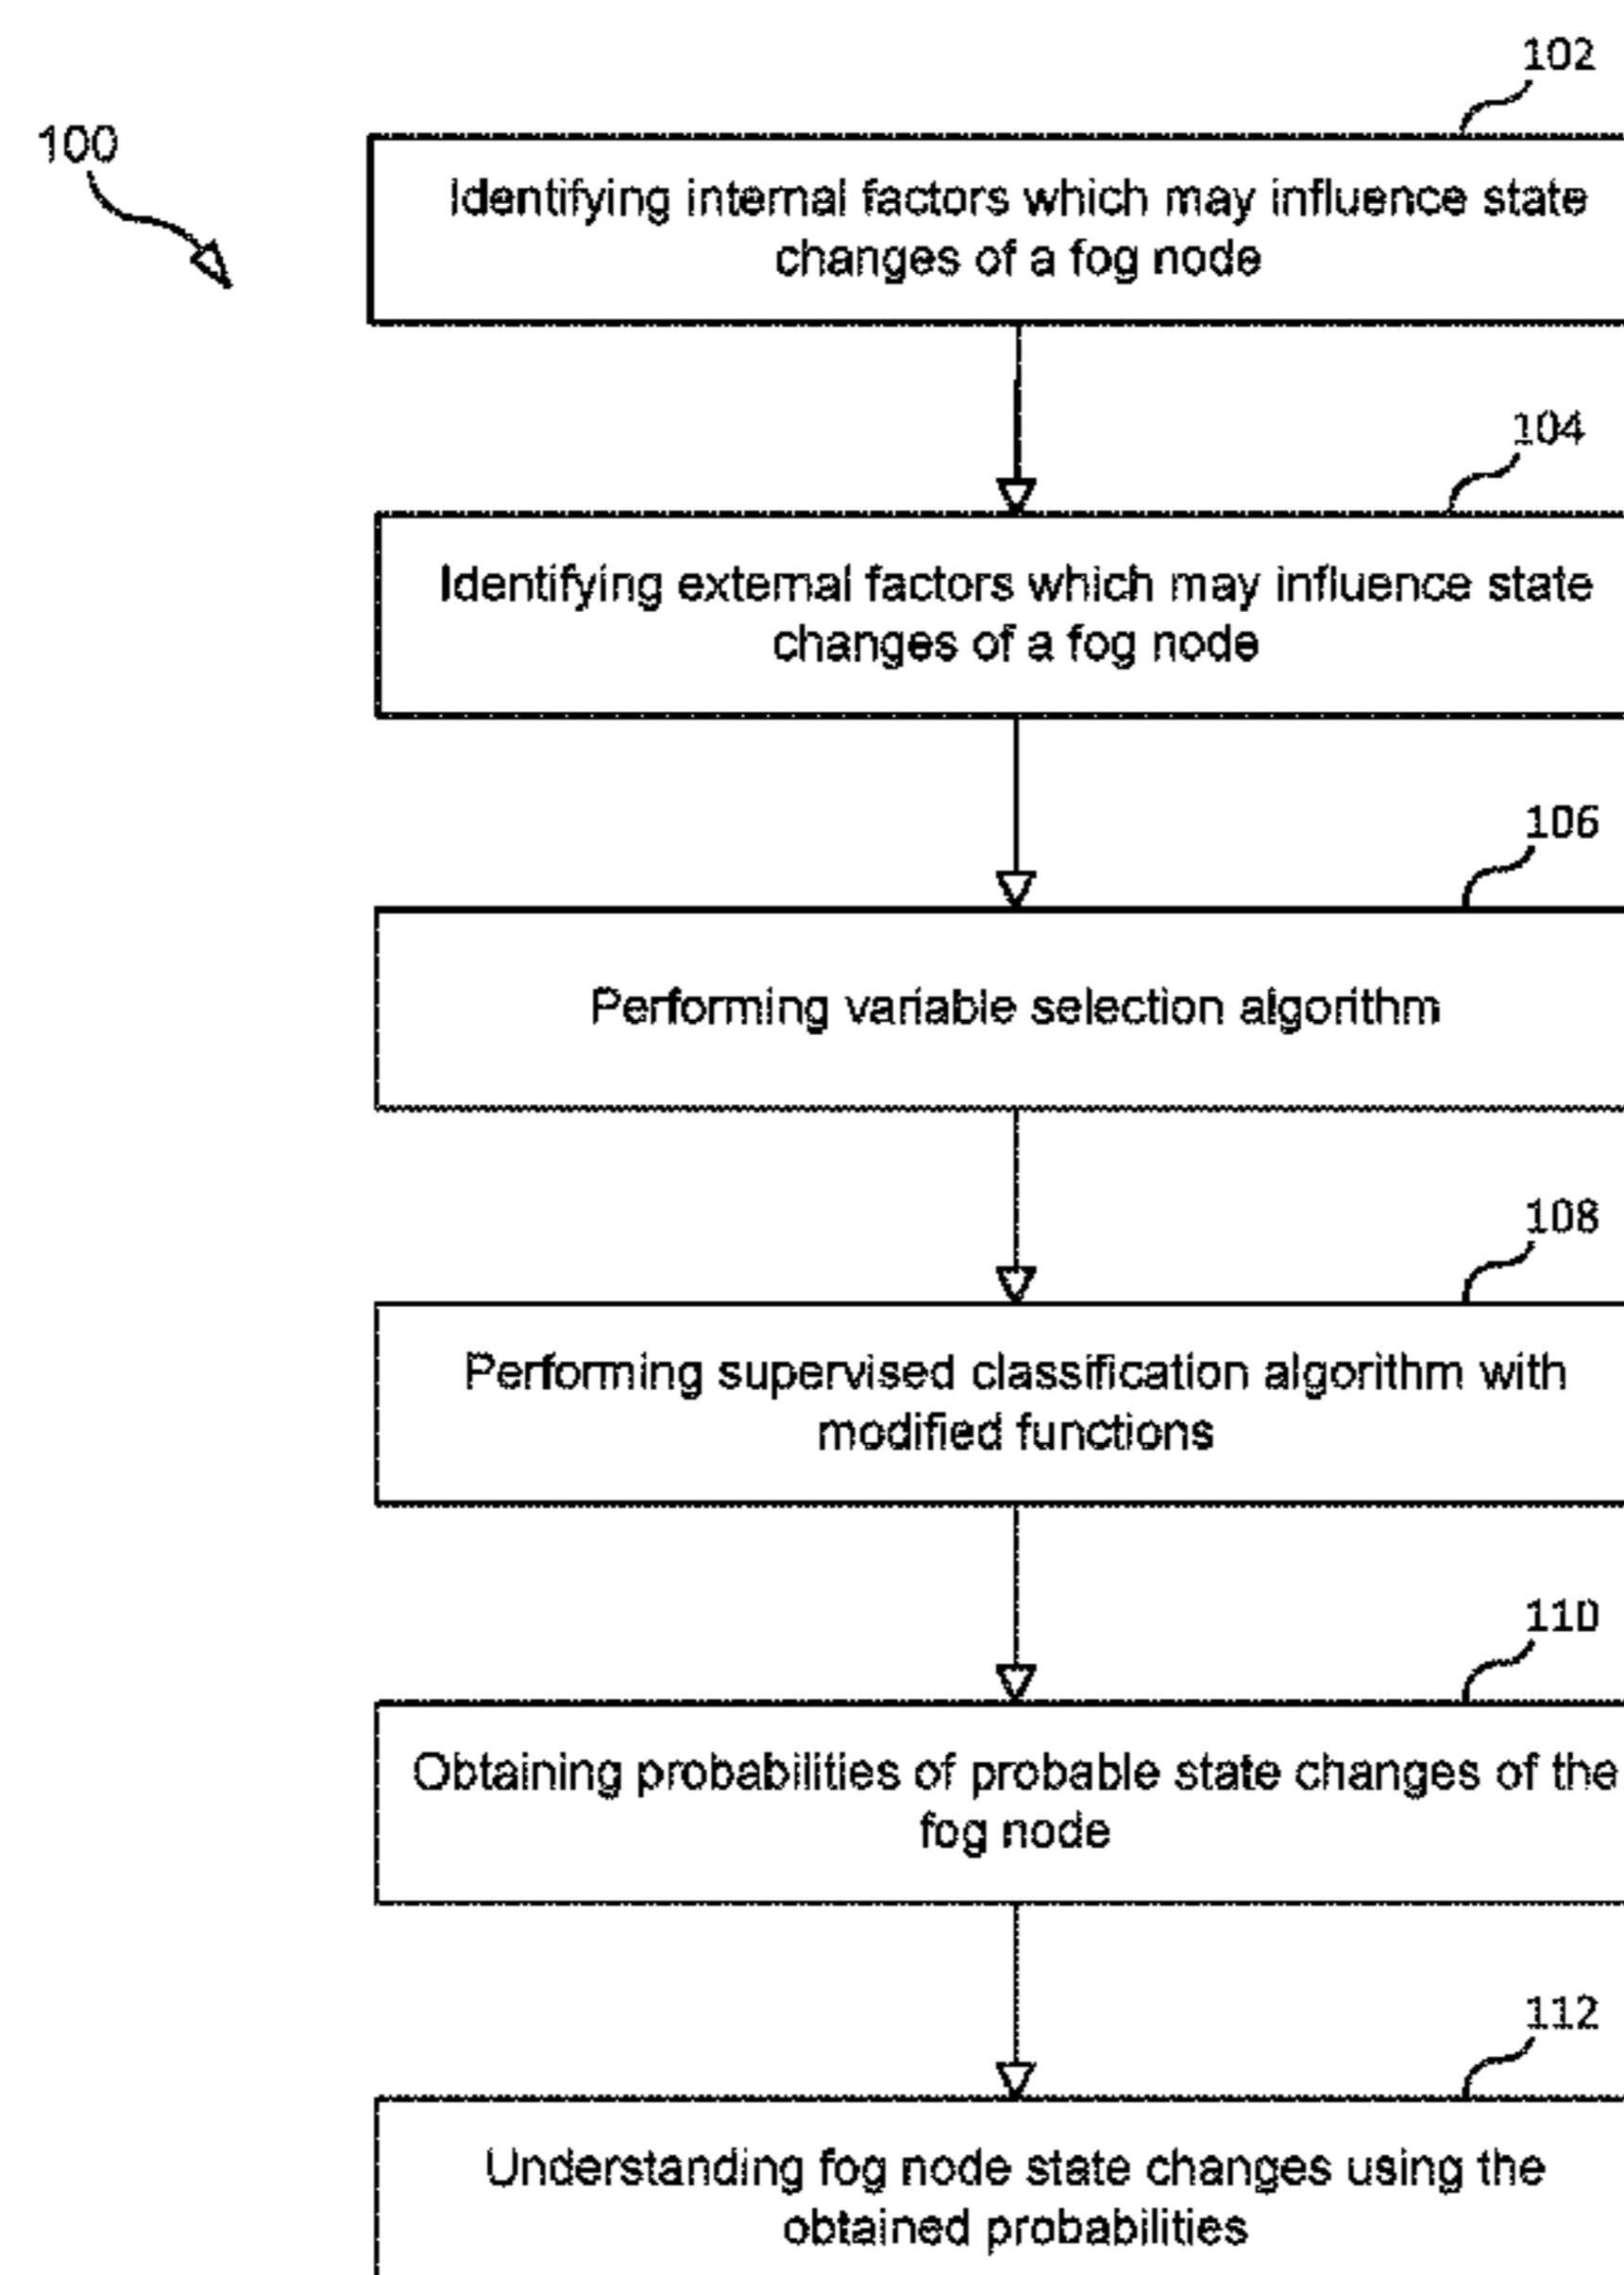 102
100
Identifying internal factors which may influence state
changes of a fog node
104
Identifying external factors which may influence state
changes of a fog node
106
Performing variable selection algorithm
108
Performing supervised classification algorithm with
modified functions
110
Obtaining probabilities of probable state changes of the
fog node
112
Understanding fog node state changes using the
obtained probabilities